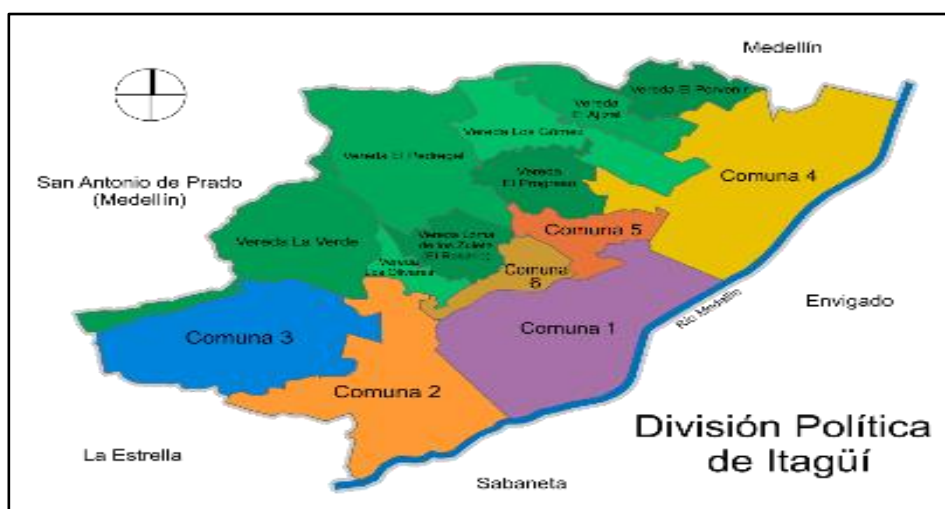 Medellín
Vereda El Porvenir
Vereda
El Ajizal
Vereda Los Gómez
Vereda El Pedregal
San Antonio de Prado
(Medellín)
Vereda
El Progreso
Comuna 4
Vereda La Verde
Vereda Loma
de los Zuleta
(El Rosario)
Comuna 5
Vereda
Los Olivares
Comuna
6
Envigado
Río Medellín
Comuna 1
Comuna 3
Comuna 2
División Política
de Itagüí
La Estrella
Sabaneta